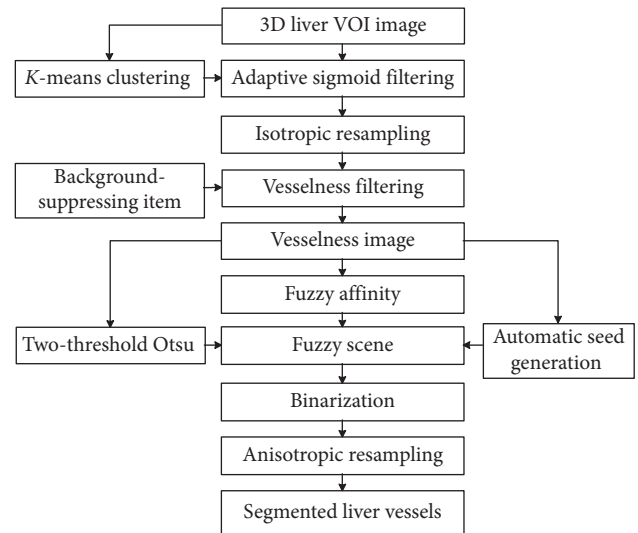 3D liver VOI image
K-means clustering
Adaptive sigmoid filtering
Isotropic resampling
Background-
suppressing item
Vesselness filtering
Vesselness image
Fuzzy affinity
Two-threshold Otsu
Fuzzy scene
Automatic seed
generation
Binarization
Anisotropic resampling
Segmented liver vessels